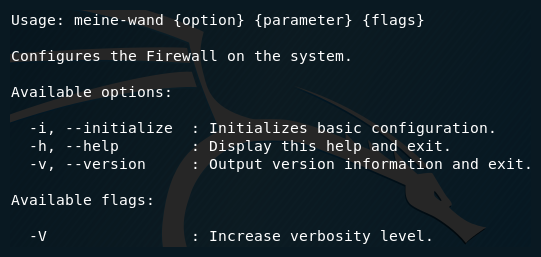 Usage: meine-wand {option} {parameter} {flags}
Configures the Firewall on the system.
Available options:
-i, --initialize  : Initializes basic configuration.
-h, --help        : Display this help and exit.
-v, --version     : Output version information and exit.
Available flags:
-V                : Increase verbosity level.